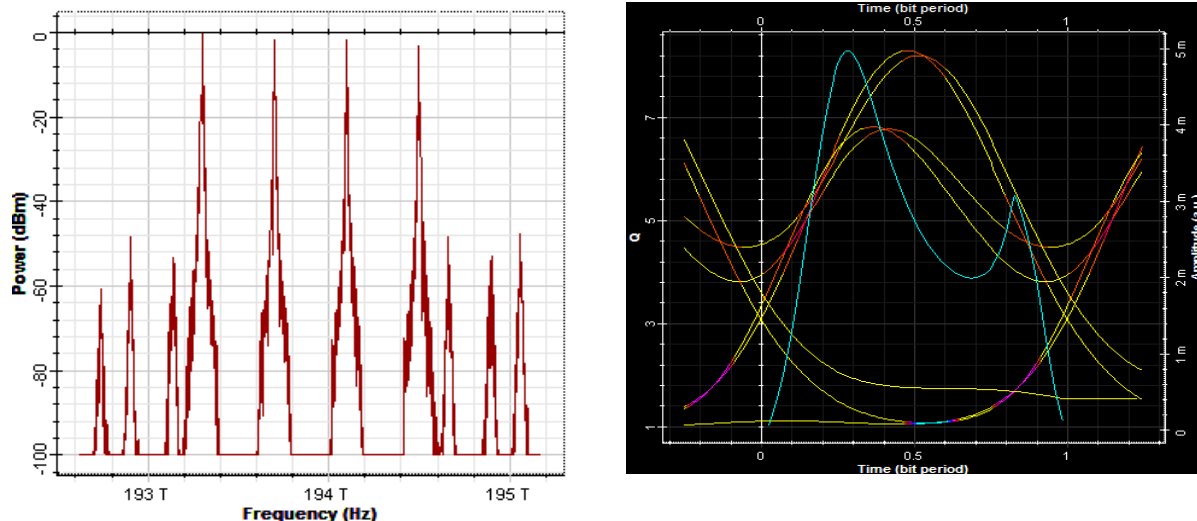 Power (dBm)
0
-20
-40
-60
-80
-100
193 T
194 T
195 T
Frequency (Hz)
Time (bit period)
0
0.5
1
Q
7
5
3
1
5 m
4 m
3 m
2 m
1 m
0
Amplitude (a.u.)
0
0.5
1
Time (bit period)